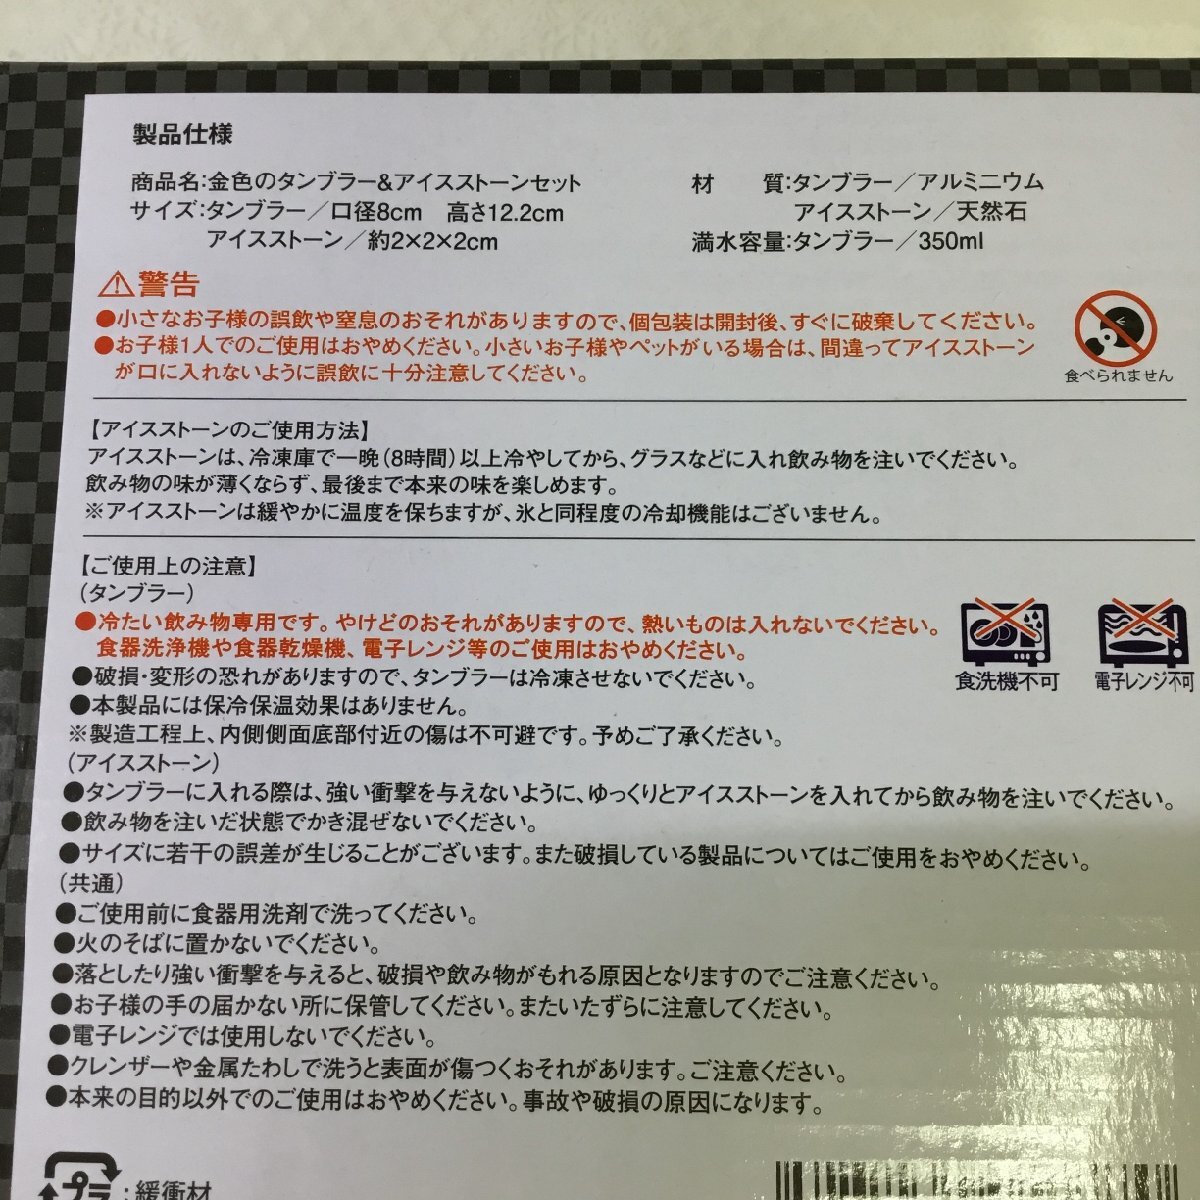 製品仕様
商品名:金色のタンブラー&アイスストーンセット
サイズ:タンブラー/口径8cm 高さ12.2cm
アイスストーン/約2×2×2cm
材 質:タンブラー/アルミニウム
アイスストーン/天然石
満水容量:タンブラー/350ml
⚠警告
●小さなお子様の誤飲や窒息のおそれがありますので、個包装は開封後、すぐに破棄してください。
●お子様1人でのご使用はおやめください。小さいお子様やペットがいる場合は、間違ってアイスストーン
が口に入れないように誤飲に十分注意してください。
食べられません
【アイスストーンのご使用方法】
アイスストーンは、冷凍庫で一晩(8時間)以上冷やしてから、グラスなどに入れ飲み物を注いでください。
飲み物の味が薄くならず、最後まで本来の味を楽しめます。
※アイスストーンは緩やかに温度を保ちますが、氷と同程度の冷却機能はございません。
【ご使用上の注意】
(タンブラー)
●冷たい飲み物専用です。やけどのおそれがありますので、熱いものは入れないでください。
食器洗浄機や食器乾燥機、電子レンジ等のご使用はおやめください。
●破損・変形の恐れがありますので、タンブラーは冷凍させないでください。
●本製品には保冷保温効果はありません。
※製造工程上、内側側面底部付近の傷は不可避です。予めご了承ください。
食洗機不可
電子レンジ不可
(アイスストーン)
●タンブラーに入れる際は、強い衝撃を与えないように、ゆっくりとアイスストーンを入れてから飲み物を注いでください。
●飲み物を注いだ状態でかき混ぜないでください。
●サイズに若干の誤差が生じることがございます。また破損している製品についてはご使用をおやめください。
(共通)
●ご使用前に食器用洗剤で洗ってください。
●火のそばに置かないでください。
●落としたり強い衝撃を与えると、破損や飲み物がもれる原因となりますのでご注意ください。
●お子様の手の届かない所に保管してください。またいたずらに注意してください。
●電子レンジでは使用しないでください。
●クレンザーや金属たわしで洗うと表面が傷つくおそれがあります。ご注意ください。
●本来の目的以外でのご使用はおやめください。事故や破損の原因になります。
プラ:緩衝材